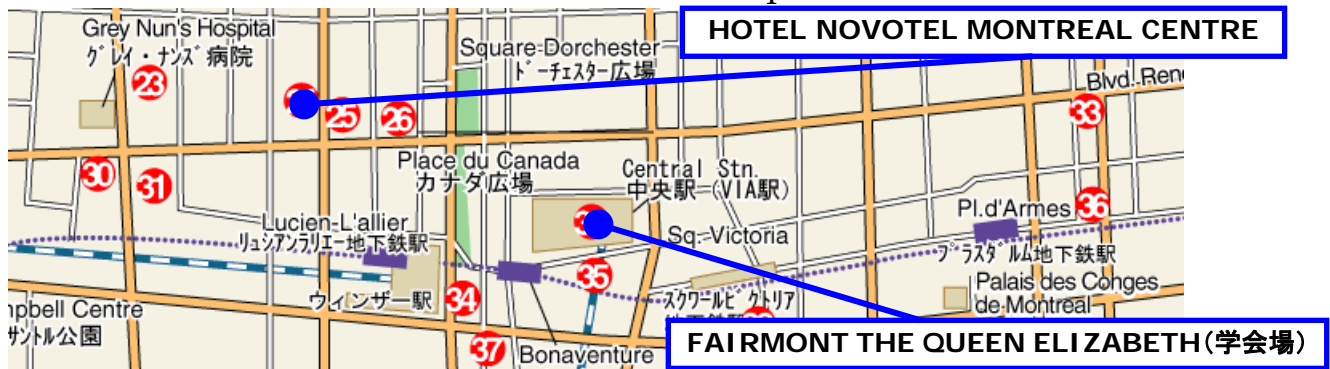 HOTEL NOVOTEL MONTREAL CENTRE
Grey Nun's Hospital
グレイ・ナンズ病院
Square Dorchester
ドーチェスター広場
23
25
26
Blvd. Rene
33
30
31
Place du Canada
カナダ広場
Central Stn.
中央駅 (VIA駅)
Lucien-L'allier
リュシアンラリエー地下鉄駅
Sq. Victoria
Pl.d'Armes
36
プラスダルム地下鉄駅
35
スクワールビクトリア
ウィンザー駅
34
Palais des Conges
de Montreal
mpbell Centre
サントル公園
37
Bonaventure
FAIRMONT THE QUEEN ELIZABETH(学会場)